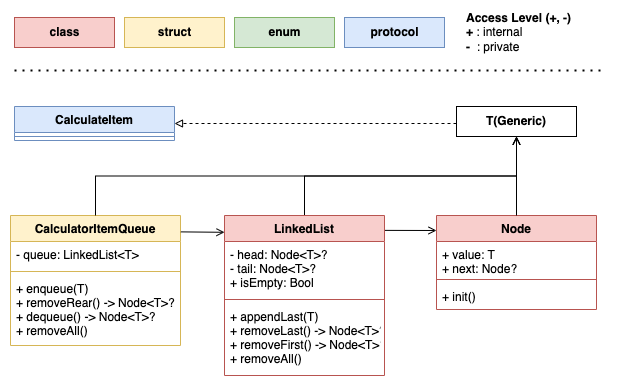 class
struct
enum
protocol
Access Level (+, -)
+ : internal
- : private
CalculateItem
T(Generic)
CalculatorItemQueue
- queue: LinkedList<T>
+ enqueue(T)
+ removeRear() -> Node<T>?
+ dequeue() -> Node<T>?
+ removeAll()
LinkedList
- head: Node<T>?
- tail: Node<T>?
+ isEmpty: Bool
+ appendLast(T)
+ removeLast() -> Node<T>
+ removeFirst() -> Node<T>
+ removeAll()
Node
+ value: T
+ next: Node?
+ init()